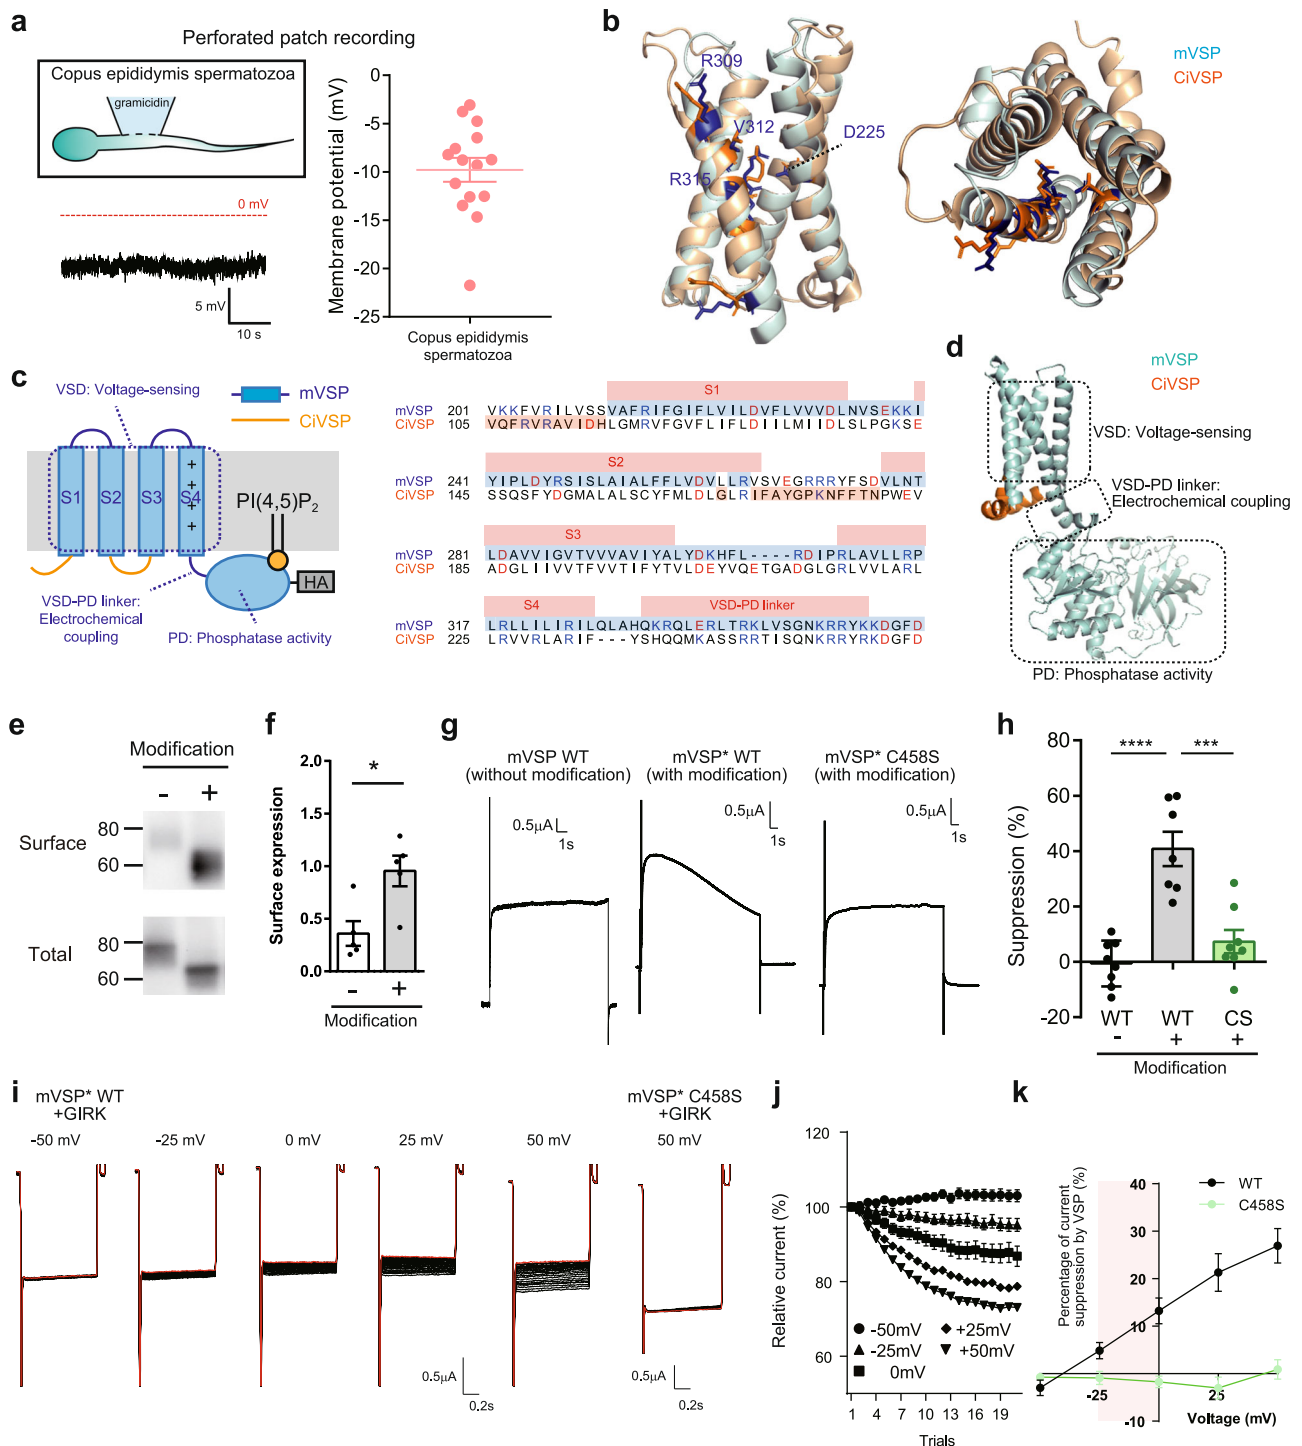 a
Perforated patch recording
Copus epididymis spermatozoa
gramicidin
0 mV
5 mV
10 s
Membrane potential (mV)
0
-5
-10
-15
-20
-25
Copus epididymis
spermatozoa
b
R309
V312
D225
R315
mVSP
CiVSP
c
VSD: Voltage-sensing
mVSP
CiVSP
S1
S2
S3
S4
+
+
+
+
PI(4,5)P2
HA
VSD-PD linker:
Electrochemical
coupling
PD: Phosphatase activity
S1
mVSP 201 VKKFVRILVSSVAFRIFGIFLVILDVFLVVVDLNVSEKKI
CiVSP 105 VQFRVRAVIDHLGMRVFGVFLIFLDIILMIIDLSLPGKSE
S2
mVSP 241 YIPLDYRSISLAIALFFLVDVLLRVSVEGRRRYFSDVLNT
CiVSP 145 SSQSFYDGMALALSCYFMLDLGLRIFAYGPKNFFTNPWEV
S3
mVSP 281 LDAVVIGVTVVVAVIYALYDKHFL----RDIPRLAVLLRP
CiVSP 185 ADGLIIVVTFVVTIFYTVLDEYVQETGADGLGRLVVLARL
S4 VSD-PD linker
mVSP 317 LRLLILIRILQLAHQKRQLERLTRKLVSGNKRRYKKDGFD
CiVSP 225 LRVVRLARIF---YSHQQMKASSRRTISQNKRRYKKDGFD
d
mVSP
CiVSP
VSD: Voltage-sensing
VSD-PD linker:
Electrochemical coupling
PD: Phosphatase activity
e
Modification
- +
Surface
80
60
Total
80
60
f
Surface expression
2.0
1.5
1.0
0.5
0.0
*
- +
Modification
g
mVSP WT
(without modification)
0.5μA
1s
mVSP* WT
(with modification)
0.5μA
1s
mVSP* C458S
(with modification)
0.5μA
1s
h
Suppression (%)
80
60
40
20
0
-20
**** ***
WT WT CS
- + +
Modification
i
mVSP* WT
+GIRK
-50 mV -25 mV 0 mV 25 mV 50 mV
mVSP* C458S
+GIRK
50 mV
0.5μA
0.2s
0.5μA
0.2s
j
Relative current (%)
120
100
80
60
-50mV +25mV
-25mV +50mV
0mV
1 4 7 10 13 16 19
Trials
k
Percentage of current
suppression by VSP (%)
40
30
20
10
-10
-25 25
WT
C458S
Voltage (mV)